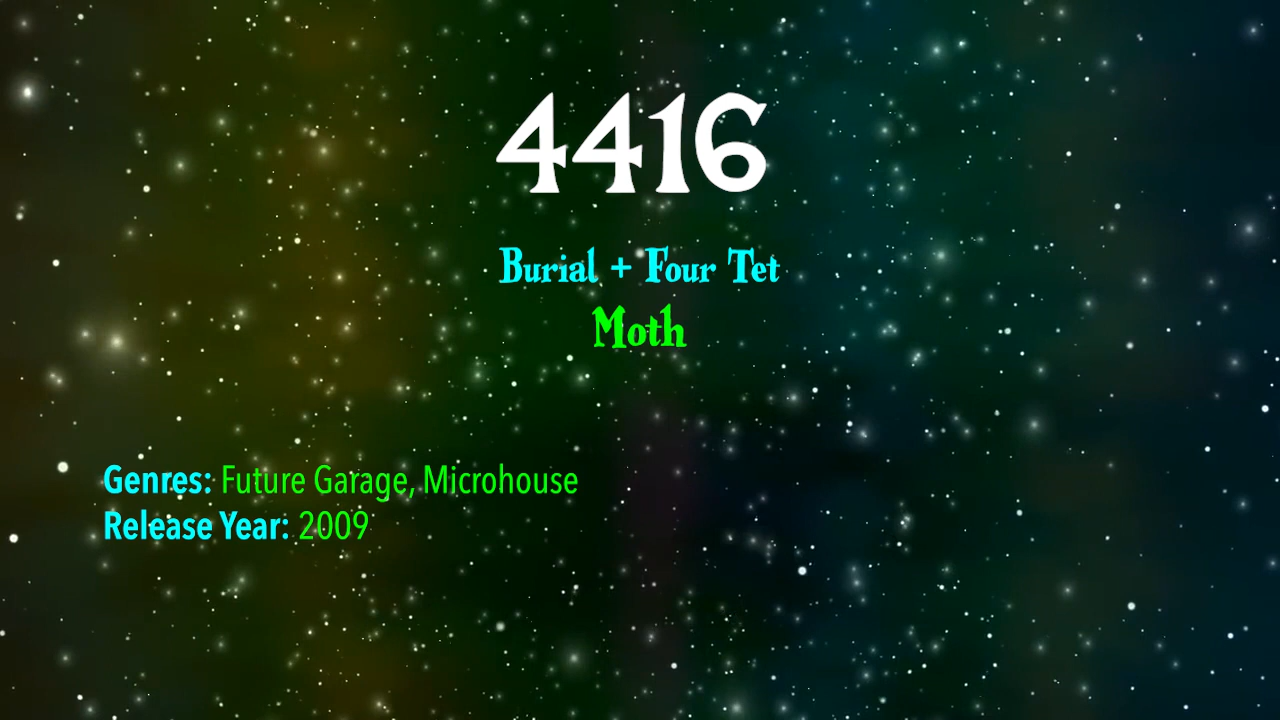 4416
Burial + Four Tet
Moth
Genres: Future Garage, Microhouse
Release Year: 2009